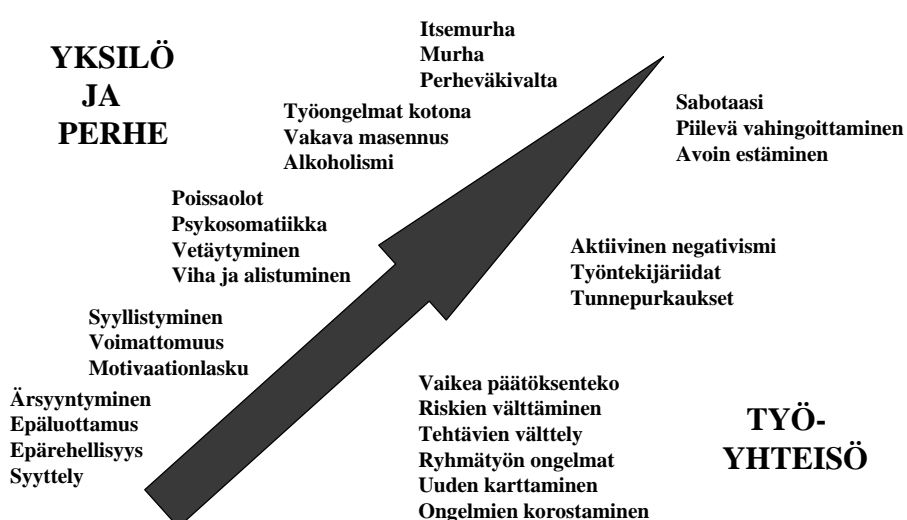 YKSILÖ
JA
PERHE
Itsemurha
Murha
Perheväkivalta
Työongelmat kotona
Vakava masennus
Alkoholismi
Poissaolot
Psykosomatiikka
Vetäytyminen
Viha ja alistuminen
Syyllistyminen
Voimattomuus
Motivaationlasku
Ärsyyntyminen
Epäluottamus
Epärehellisyys
Syyttely
Sabotaasi
Piilevä vahingoittaminen
Avoin estäminen
Aktiivinen negativismi
Työntekijäriidat
Tunnepurkaukset
Vaikea päätöksenteko
Riskien välttäminen
Tehtävien välttely
Ryhmätyön ongelmat
Uuden karttaminen
Ongelmien korostaminen
TYÖ-
YHTEISÖ